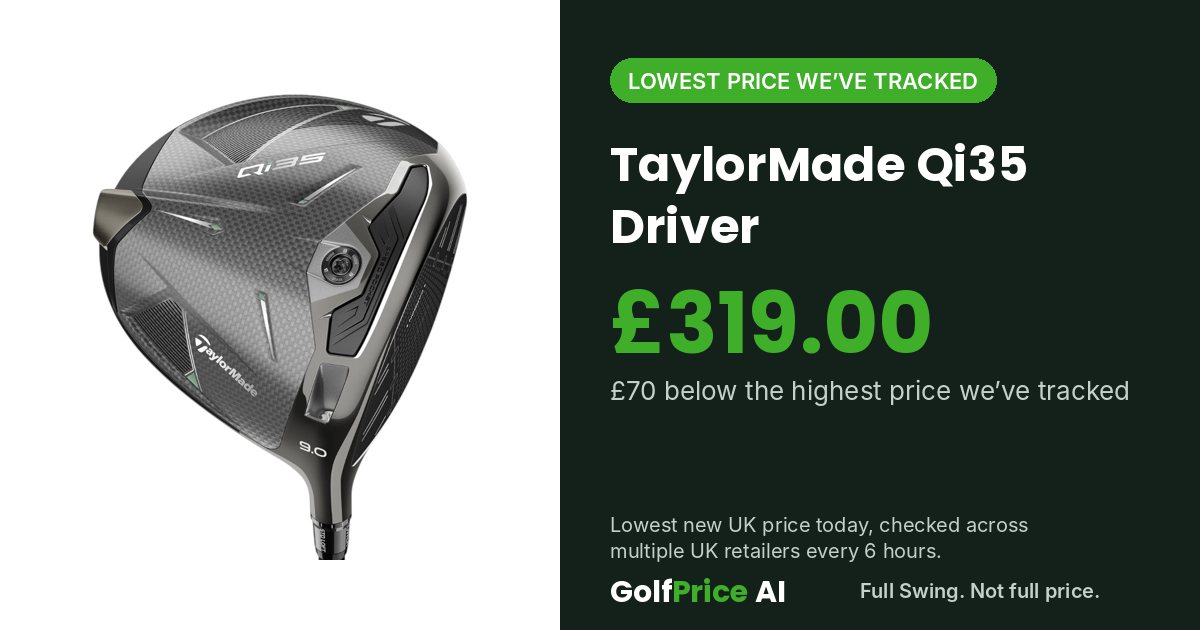 LOWEST PRICE WE’VE TRACKED
TaylorMade Qi35
Driver
£319.00
£70 below the highest price we’ve tracked
Lowest new UK price today, checked across
multiple UK retailers every 6 hours.
GolfPrice AI
Full Swing. Not full price.
Qi35
TaylorMade
9.0